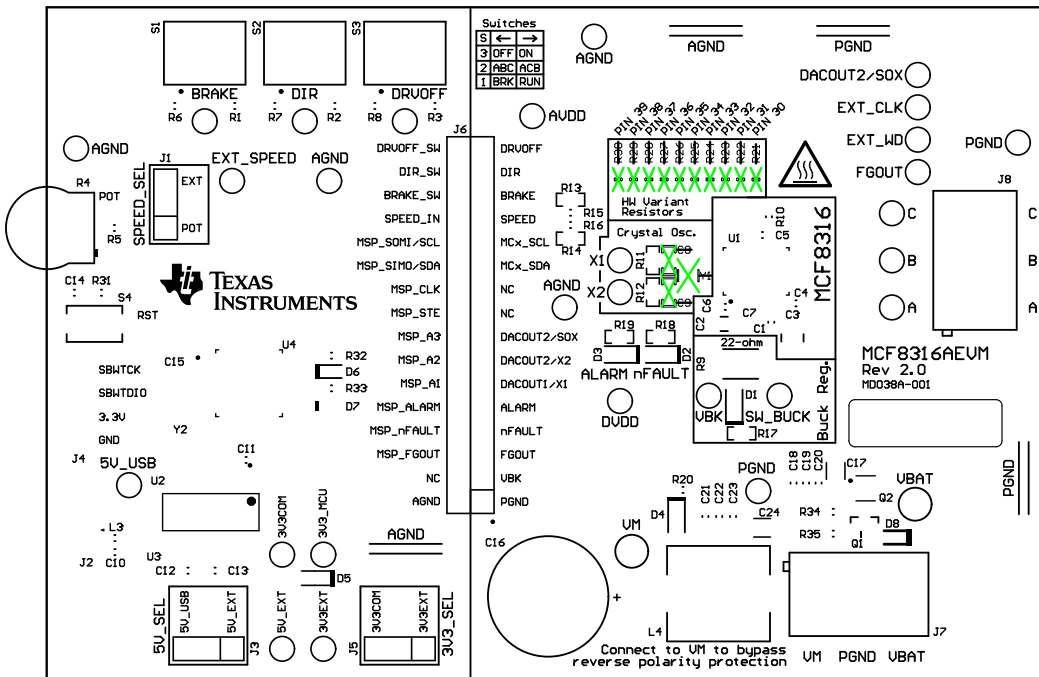 S1
S2
S3
BRAKE
DIR
DRVOFF
R6
R1
R7
R2
R8
R3
Switches
S ← →
3 OFF ON
2 ABC ACB
1 BRK RUN
AGND
AGND
PGND
DACOUT2/SOX
EXT_CLK
EXT_WD
FGOUT
PGND
AVDD
AGND
J1
EXT_SPEED
AGND
SPEED_SEL
EXT
POT
R4
POT
R5
J6
DRVOFF_SW
DIR_SW
BRAKE_SW
SPEED_IN
MSP_SOMI/SCL
MSP_SIMO/SDA
MSP_CLK
MSP_STE
MSP_A3
MSP_A2
MSP_A1
MSP_ALARM
MSP_nFAULT
MSP_FGOUT
NC
AGND
DRVOFF
DIR
BRAKE
SPEED
MCx_SCL
MCx_SDA
NC
NC
DACOUT2/SOX
DACOUT2/X2
DACOUT1/X1
ALARM
nFAULT
FGOUT
VBK
PGND
PIN 39
PIN 38
PIN 37
PIN 36
PIN 35
PIN 34
PIN 33
PIN 32
PIN 31
PIN 30
R30
R29
R28
R27
R26
R25
R24
R23
R22
R21
HW Variant
Resistors
R13
R15
R16
R14
Crystal Osc.
X1
X2
R11
R12
C8
Y1
C9
AGND
U1
R10
C5
MCF8316
C4
C3
C6
C2
C7
C1
J8
C
B
A
C
B
A
C14
R31
S4
RST
TEXAS
INSTRUMENTS
R19
R18
D3
D2
ALARM
nFAULT
DVDD
22-ohm
R9
D1
VBK
SW_BUCK
R17
Buck Reg.
MCF8316AEVM
Rev 2.0
MD038A-001
C15
U4
R32
D6
R33
D7
SBWTCK
SBWTDIO
3.3V
GND
Y2
C11
J4
5V_USB
U2
L3
J2
C10
U3
C12
C13
3V3COM
3V3_MCU
AGND
D5
5V_SEL
5V_USB
5V_EXT
J3
5V_EXT
3V3EXT
J5
3V3COM
3V3EXT
3V3_SEL
C16
+
VM
R20
D4
C21
C22
C23
PGND
C24
C18
C19
C20
C17
VBAT
Q2
R34
R35
Q1
D8
PGND
L4
J7
Connect to VM to bypass
reverse polarity protection
VM PGND VBAT